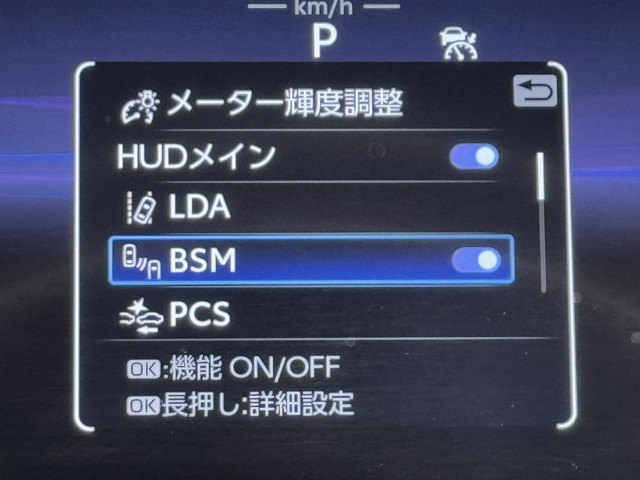 km/h
P
メーター輝度調整
HUDメイン
LDA
BSM
PCS
OK:機能 ON/OFF
OK長押し:詳細設定